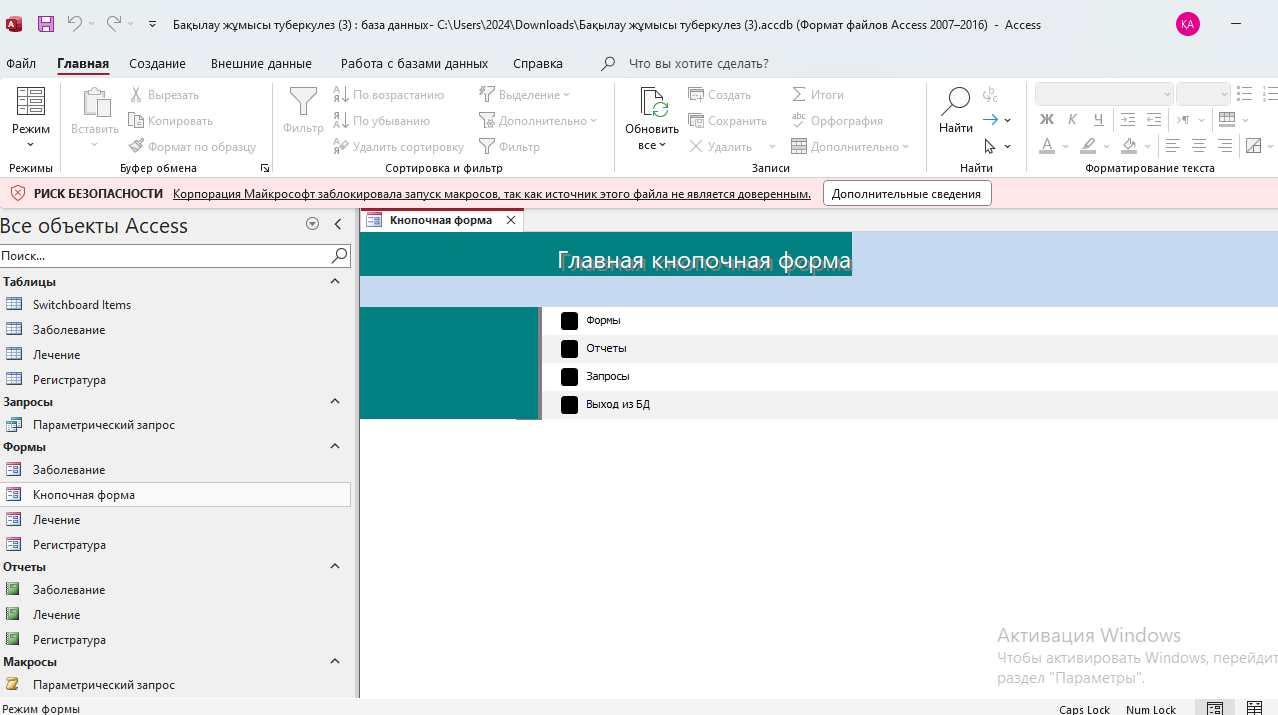 Бақылау жұмысы туберкулез (3) : база данных- C:\Users\2024\Downloads\Бақылау жұмысы туберкулез (3).accdb (Формат файлов Access 2007–2016) - Access
ҚА
Файл Главная Создание Внешние данные Работа с базами данных Справка Что вы хотите сделать?
Режим
Режимы
Вставить
Вырезать
Копировать
Формат по образцу
Буфер обмена
Фильтр
По возрастанию
По убыванию
Удалить сортировку
Выделение
Дополнительно
Фильтр
Сортировка и фильтр
Обновить
все
Создать
Сохранить
Удалить
Итоги
Орфография
Дополнительно
Записи
Найти
Найти
Ж К Ч
Форматирование текста
РИСК БЕЗОПАСНОСТИ Корпорация Майкрософт заблокировала запуск макросов, так как источник этого файла не является доверенным. Дополнительные сведения
Все объекты Access
Поиск...
Таблицы
Switchboard Items
Заболевание
Лечение
Регистратура
Запросы
Параметрический запрос
Формы
Заболевание
Кнопочная форма
Лечение
Регистратура
Отчеты
Заболевание
Лечение
Регистратура
Макросы
Параметрический запрос
Кнопочная форма
Главная кнопочная форма
Формы
Отчеты
Запросы
Выход из БД
Активация Windows
Чтобы активировать Windows, перейдит
раздел "Параметры".
Режим формы
Caps Lock Num Lock